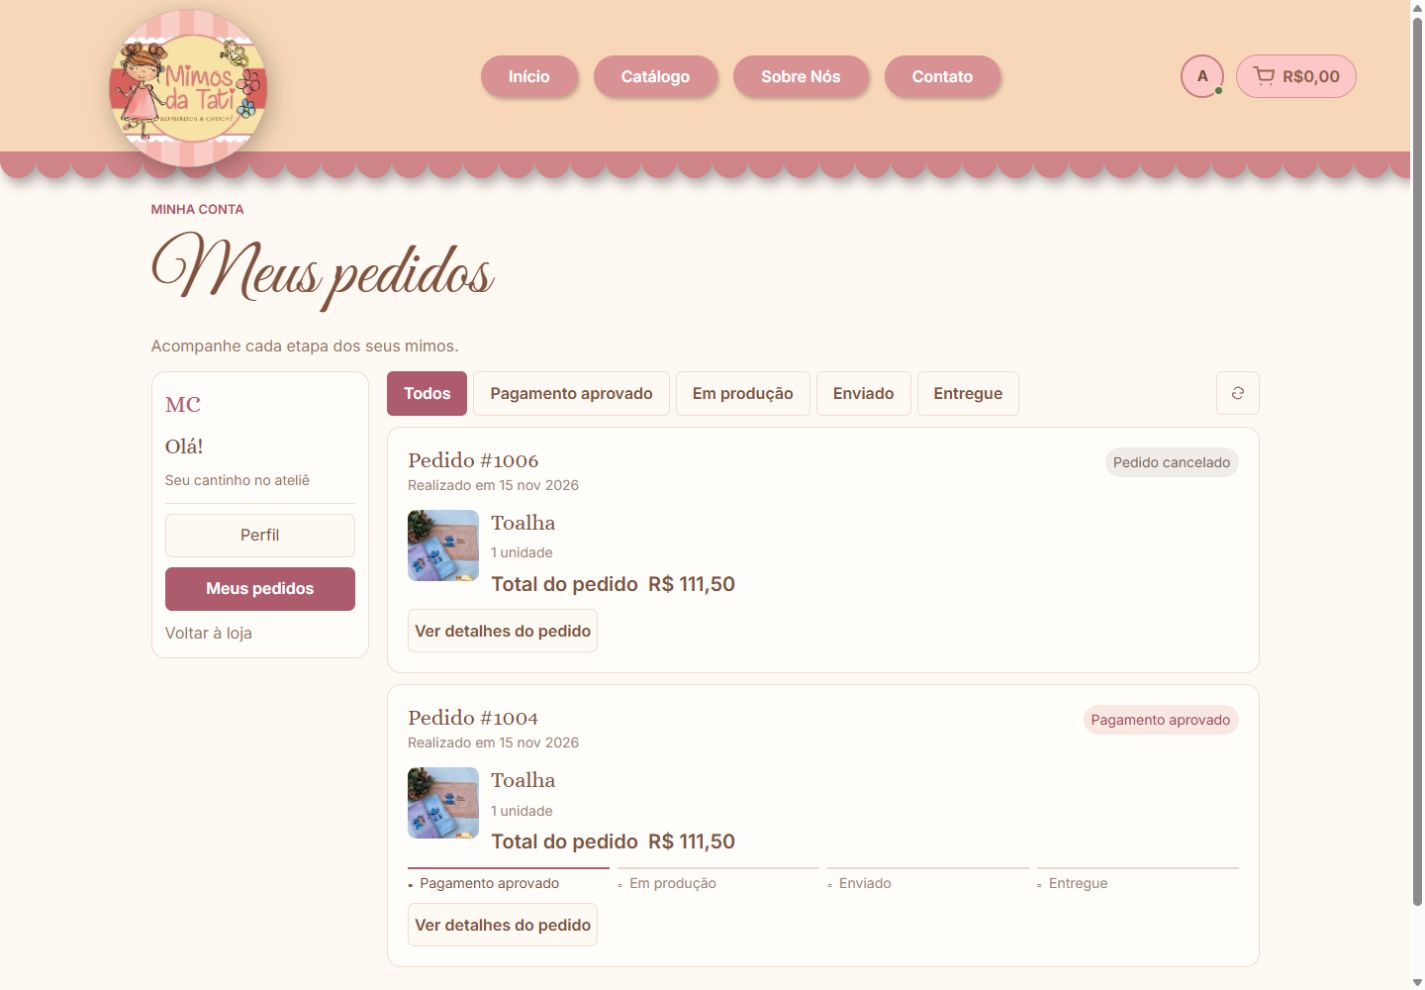 Mimos
da Tati
BORDADOS & CROCHÊ
Início
Catálogo
Sobre Nós
Contato
A
R$0,00
MINHA CONTA
Meus pedidos
Acompanhe cada etapa dos seus mimos.
MC
Olá!
Seu cantinho no ateliê
Perfil
Meus pedidos
Voltar à loja
Todos
Pagamento aprovado
Em produção
Enviado
Entregue
Pedido #1006
Pedido cancelado
Realizado em 15 nov 2026
Toalha
1 unidade
Total do pedido R$ 111,50
Ver detalhes do pedido
Pedido #1004
Pagamento aprovado
Realizado em 15 nov 2026
Toalha
1 unidade
Total do pedido R$ 111,50
Pagamento aprovado
Em produção
Enviado
Entregue
Ver detalhes do pedido